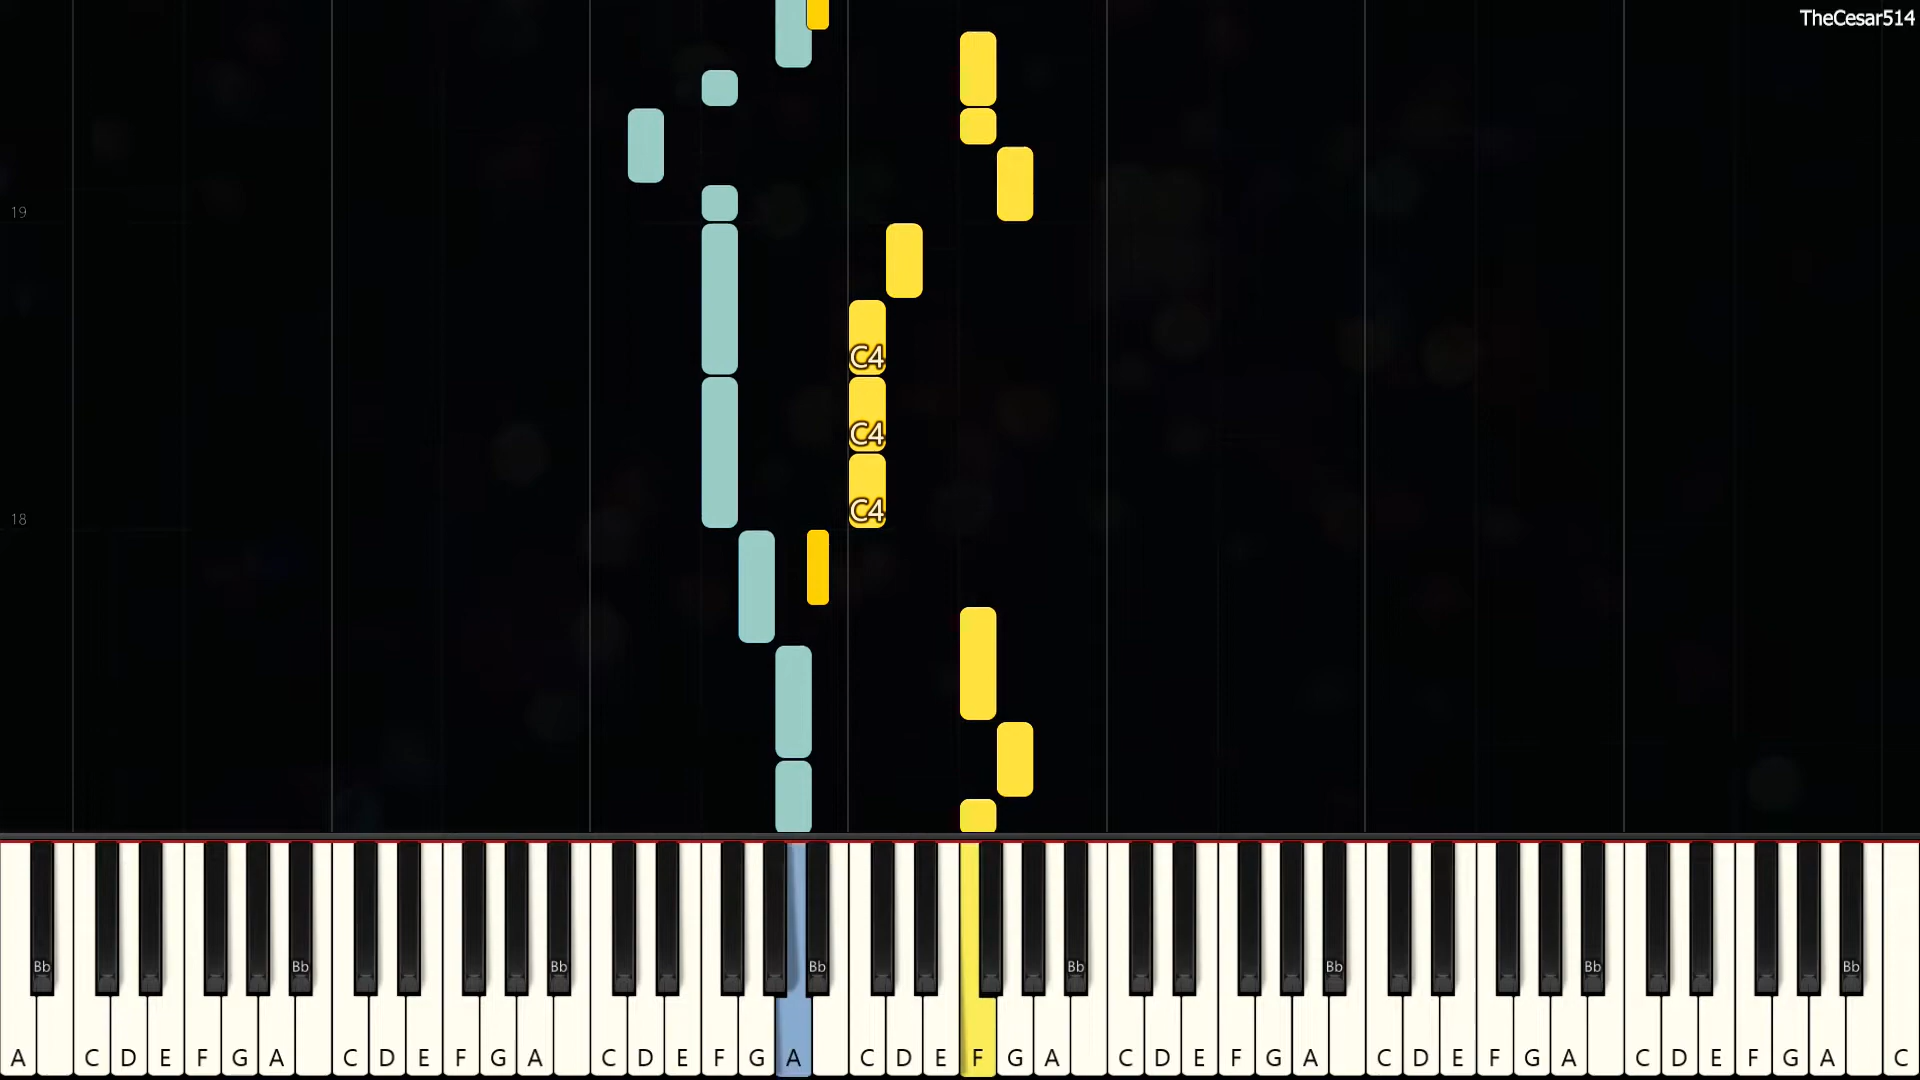 TheCesar514
19
C4
C4
C4
18
Bb Bb Bb Bb Bb Bb Bb Bb
A C D E F G A C D E F G A C D E F G A C D E F G A C D E F G A C D E F G A C D E F G A C